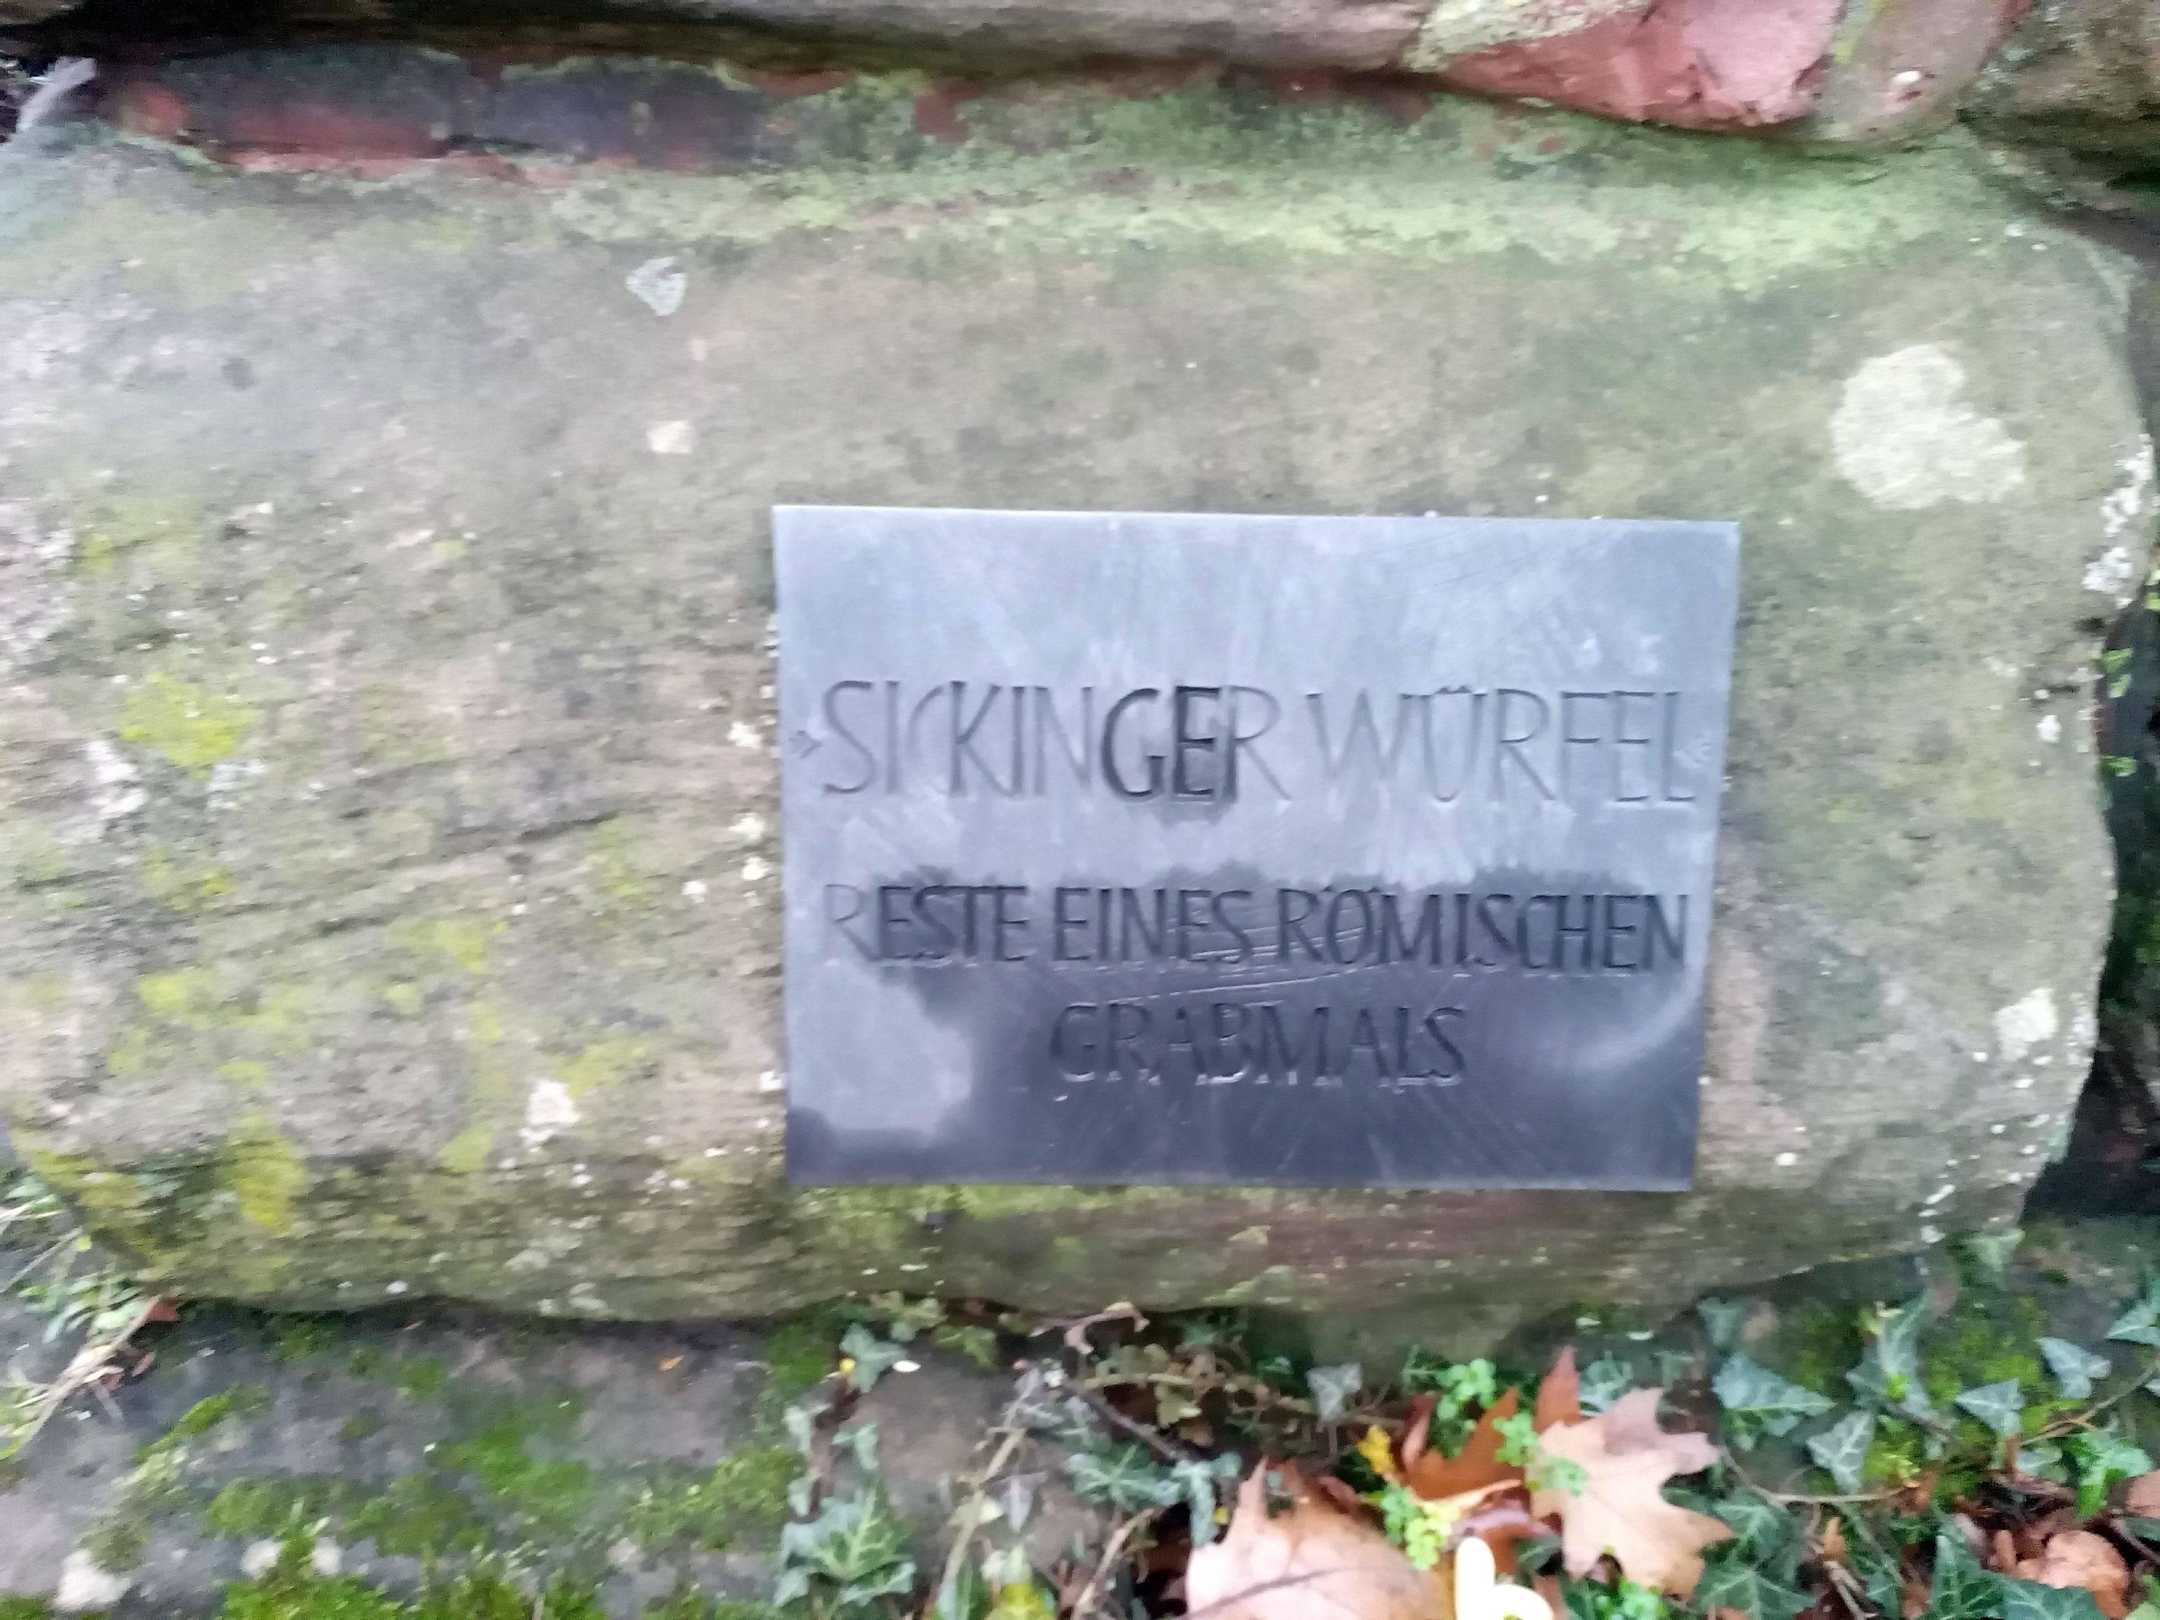 »SICKINGER WÜRFEL«
RESTE EINES RÖMISCHEN
GRABMALS